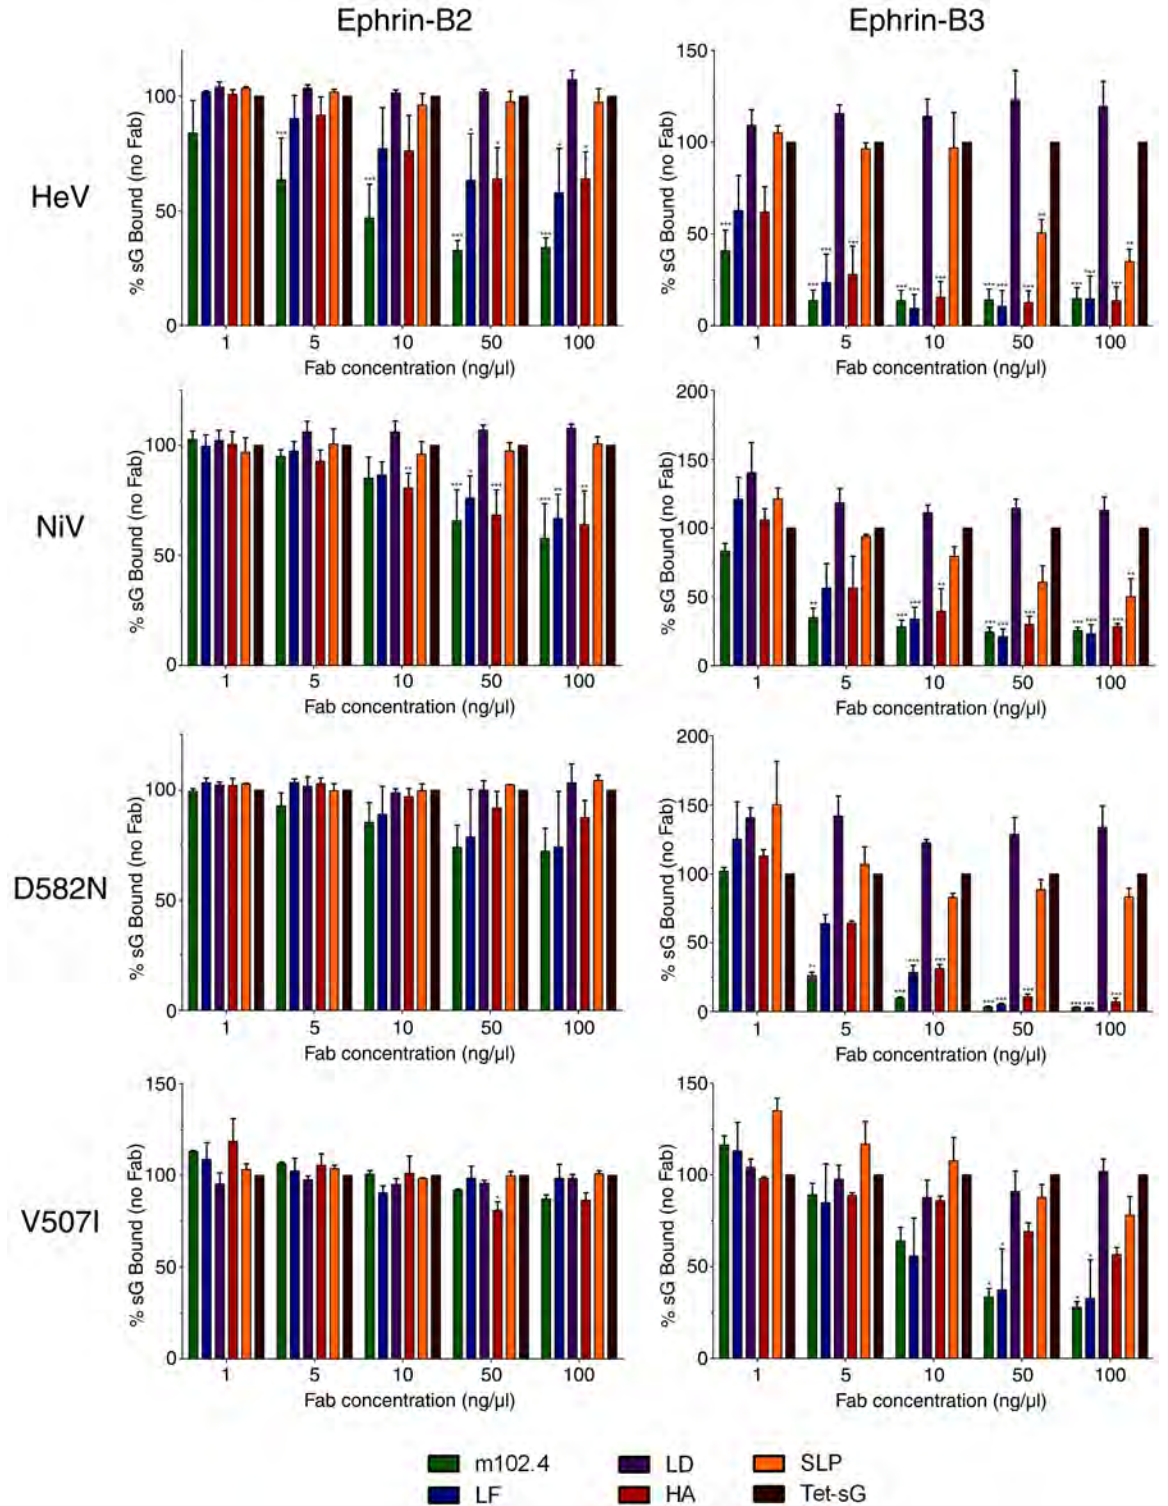 Ephrin-B2 Ephrin-B3
HeV
% sG Bound (no Fab)
100
50
0
1 5 10 50 100
Fab concentration (ng/µl)
***
***
***
*
*
***
*
*
% sG Bound (no Fab)
150
100
50
0
1 5 10 50 100
Fab concentration (ng/µl)
***
*** *** ***
*** *** ***
*** *** *** **
*** *** *** **
NiV
% sG Bound (no Fab)
100
50
0
1 5 10 50 100
Fab concentration (ng/µl)
**
*** * ***
*** ** **
% sG Bound (no Fab)
200
150
100
50
0
1 5 10 50 100
Fab concentration (ng/µl)
**
*** *** **
*** *** ***
*** *** *** **
D582N
% sG Bound (no Fab)
100
50
0
1 5 10 50 100
Fab concentration (ng/µl)
% sG Bound (no Fab)
200
150
100
50
0
1 5 10 50 100
Fab concentration (ng/µl)
**
*** *** ***
*** *** ***
*** *** ***
V507I
% sG Bound (no Fab)
150
100
50
0
1 5 10 50 100
Fab concentration (ng/µl)
*
% sG Bound (no Fab)
150
100
50
0
1 5 10 50 100
Fab concentration (ng/µl)
* *
* *
m102.4 LD SLP
LF HA Tet-sG